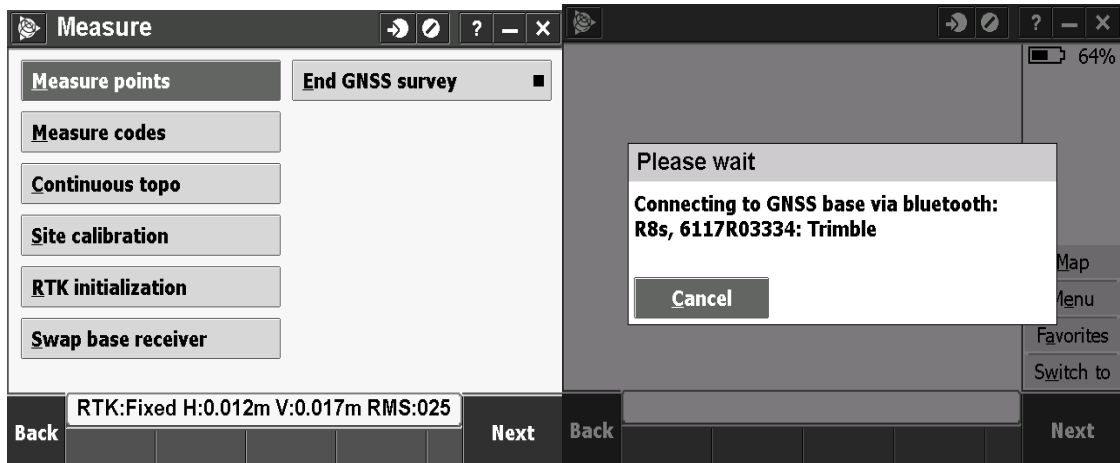 Measure
? – ×
Measure points
End GNSS survey
Measure codes
Continuous topo
Site calibration
RTK initialization
Swap base receiver
RTK:Fixed H:0.012m V:0.017m RMS:025
Back
Next
? – ×
64%
Please wait
Connecting to GNSS base via bluetooth:
R8s, 6117R03334: Trimble
Cancel
Map
Menu
Favorites
Switch to
Back
Next